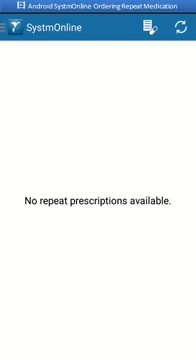 Android SystmOnline Ordering Repeat Medication
SystmOnline
No repeat prescriptions available.